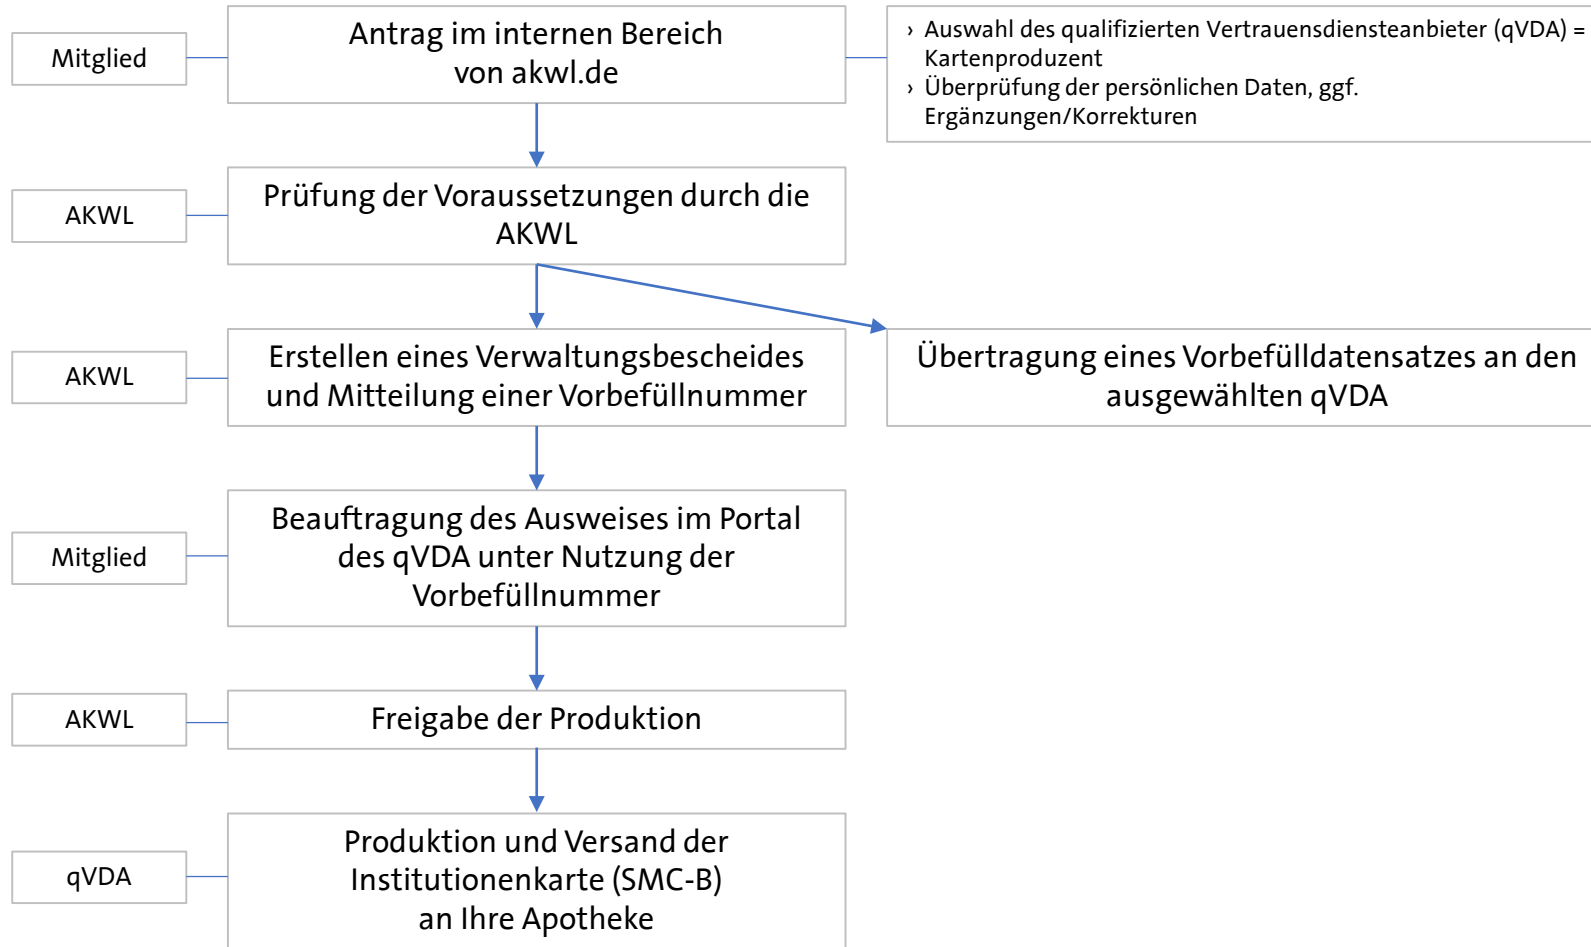 Mitglied
Antrag im internen Bereich
von akwl.de
› Auswahl des qualifizierten Vertrauensdiensteanbieter (qVDA) =
Kartenproduzent
› Überprüfung der persönlichen Daten, ggf.
Ergänzungen/Korrekturen
AKWL
Prüfung der Voraussetzungen durch die
AKWL
AKWL
Erstellen eines Verwaltungsbescheides
und Mitteilung einer Vorbefüllnummer
Übertragung eines Vorbefülldatensatzes an den
ausgewählten qVDA
Mitglied
Beauftragung des Ausweises im Portal
des qVDA unter Nutzung der
Vorbefüllnummer
AKWL
Freigabe der Produktion
qVDA
Produktion und Versand der
Institutionenkarte (SMC-B)
an Ihre Apotheke